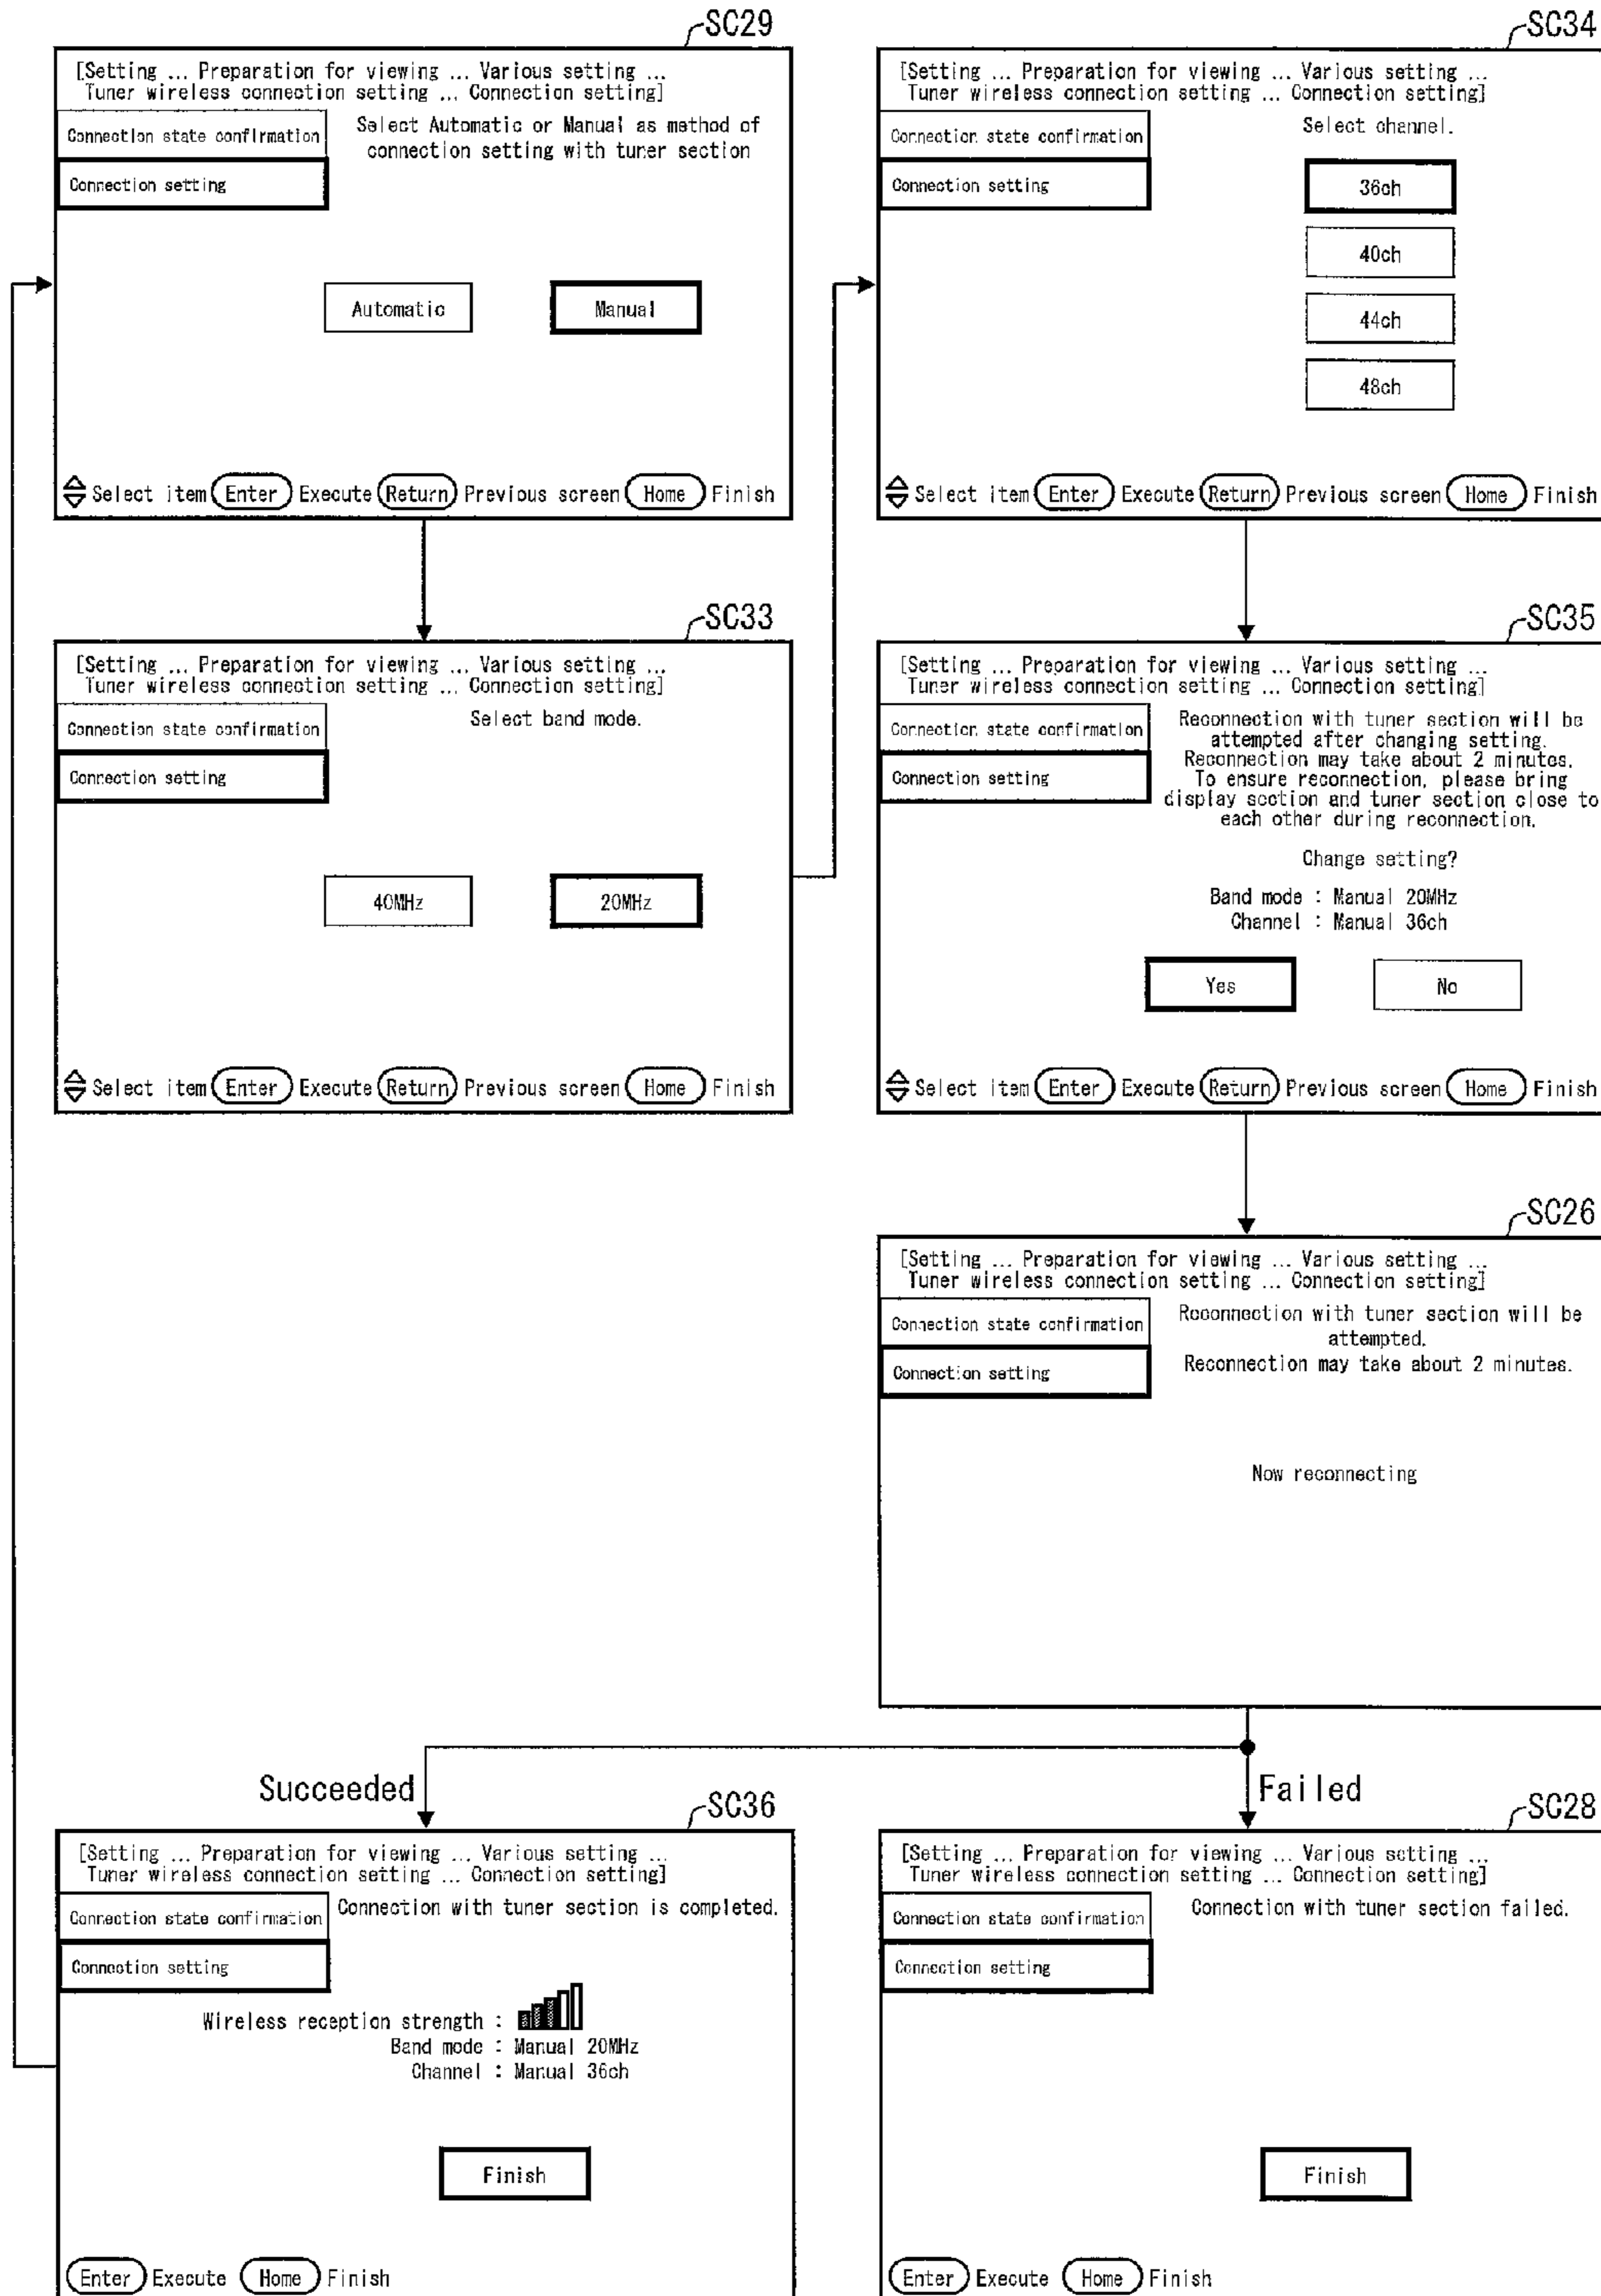 SC29
[Setting ... Preparation for viewing ... Various setting ...
Tuner wireless connection setting ... Connection setting]
Connection state confirmation
Connection setting
Select Automatic or Manual as method of
connection setting with tuner section
Automatic
Manual
Select item Enter Execute Return Previous screen Home Finish
SC33
[Setting ... Preparation for viewing ... Various setting ...
Tuner wireless connection setting ... Connection setting]
Connection state confirmation
Connection setting
Select band mode.
40MHz
20MHz
Select item Enter Execute Return Previous screen Home Finish
SC34
[Setting ... Preparation for viewing ... Various setting ...
Tuner wireless connection setting ... Connection setting]
Connection state confirmation
Connection setting
Select channel.
36ch
40ch
44ch
48ch
Select item Enter Execute Return Previous screen Home Finish
SC35
[Setting ... Preparation for viewing ... Various setting ...
Tuner wireless connection setting ... Connection setting]
Connection state confirmation
Connection setting
Reconnection with tuner section will be
attempted after changing setting.
Reconnection may take about 2 minutes.
To ensure reconnection, please bring
display section and tuner section close to
each other during reconnection.
Change setting?
Band mode : Manual 20MHz
Channel : Manual 36ch
Yes
No
Select item Enter Execute Return Previous screen Home Finish
SC26
[Setting ... Preparation for viewing ... Various setting ...
Tuner wireless connection setting ... Connection setting]
Connection state confirmation
Connection setting
Reconnection with tuner section will be
attempted.
Reconnection may take about 2 minutes.
Now reconnecting
Succeeded
Failed
SC36
[Setting ... Preparation for viewing ... Various setting ...
Tuner wireless connection setting ... Connection setting]
Connection state confirmation
Connection setting
Connection with tuner section is completed.
Wireless reception strength :
Band mode : Manual 20MHz
Channel : Manual 36ch
Finish
Enter Execute Home Finish
SC28
[Setting ... Preparation for viewing ... Various setting ...
Tuner wireless connection setting ... Connection setting]
Connection state confirmation
Connection setting
Connection with tuner section failed.
Finish
Enter Execute Home Finish